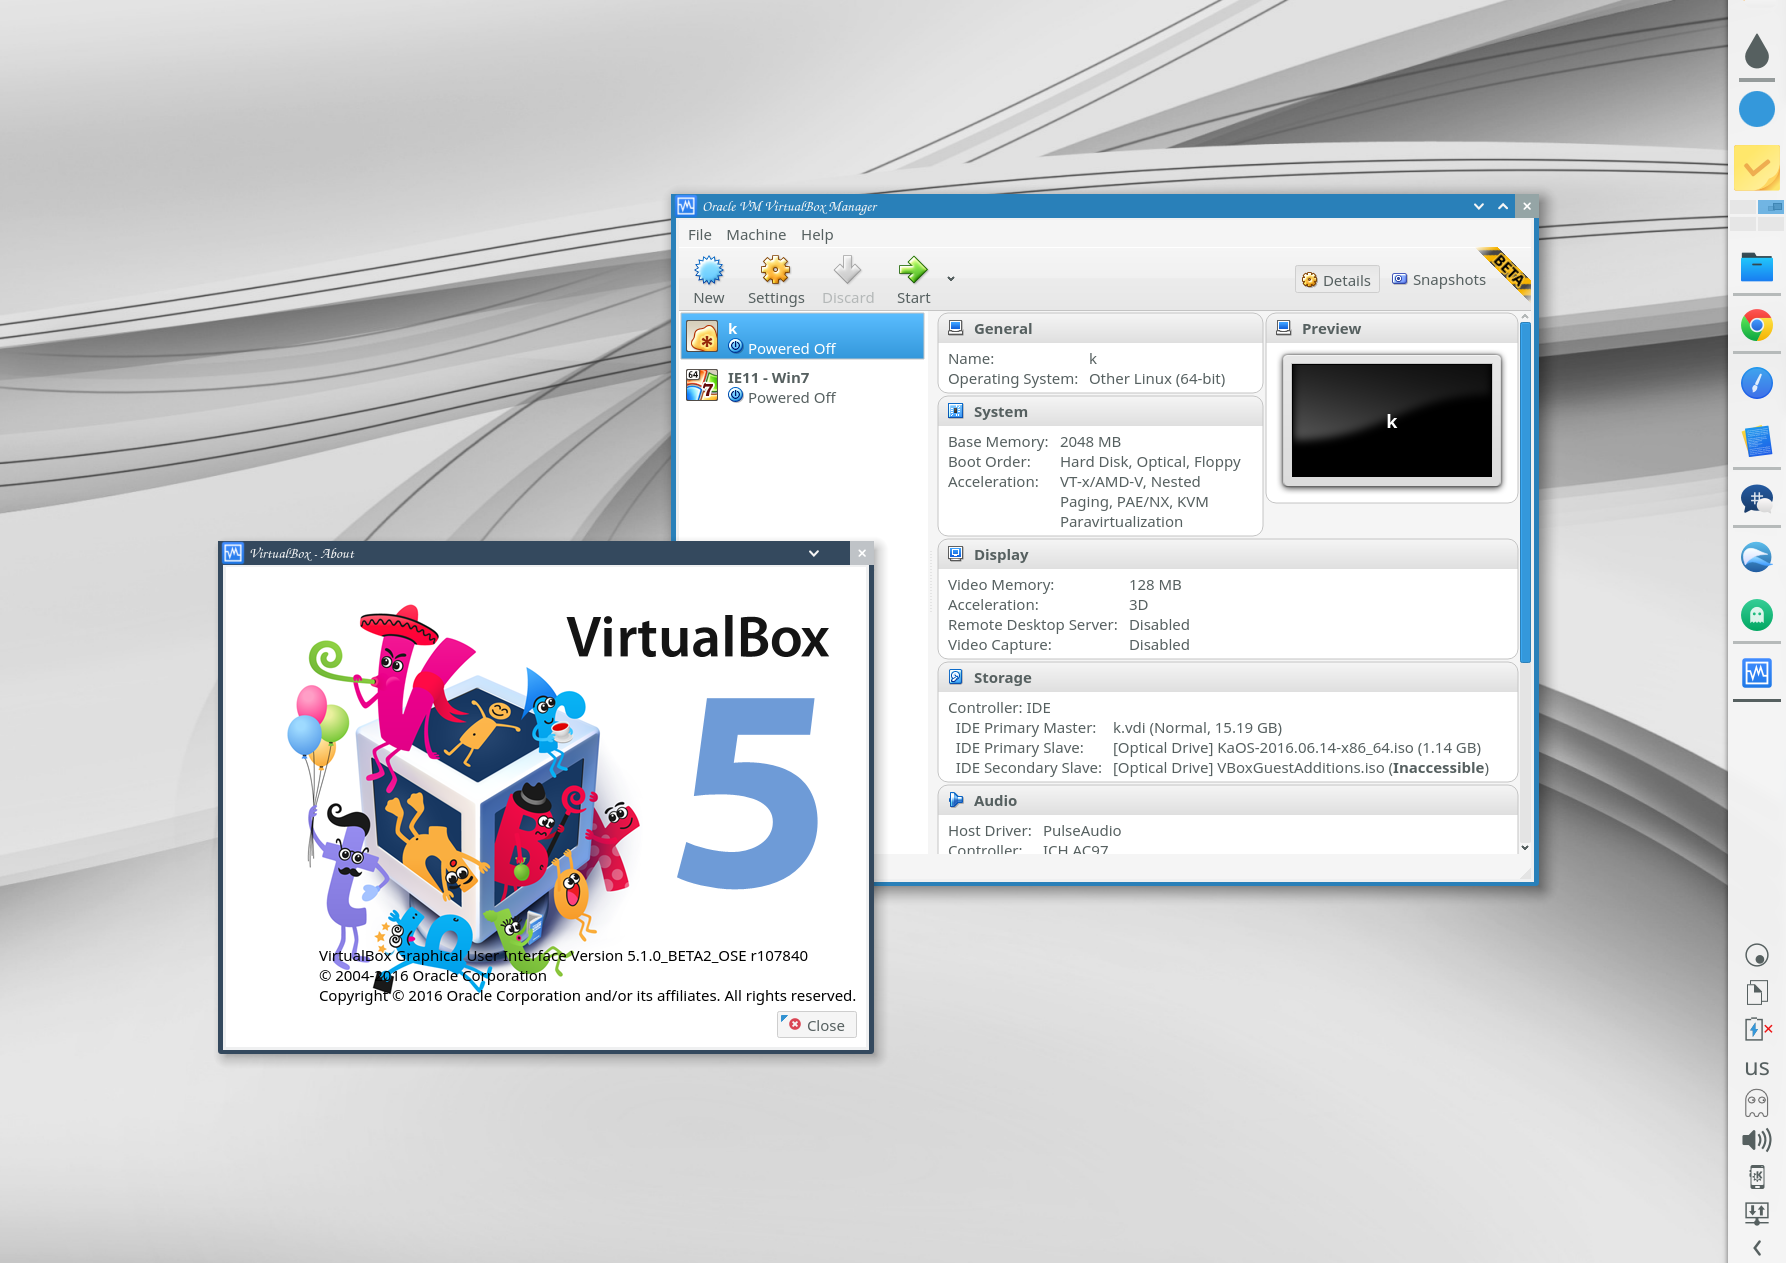 Oracle VM VirtualBox Manager
File Machine Help
New Settings Discard Start
Details Snapshots
BETA
k
Powered Off
64
7
IE11 - Win7
Powered Off
General
Name: k
Operating System: Other Linux (64-bit)
Preview
k
System
Base Memory: 2048 MB
Boot Order: Hard Disk, Optical, Floppy
Acceleration: VT-x/AMD-V, Nested
Paging, PAE/NX, KVM
Paravirtualization
Display
Video Memory: 128 MB
Acceleration: 3D
Remote Desktop Server: Disabled
Video Capture: Disabled
Storage
Controller: IDE
IDE Primary Master: k.vdi (Normal, 15.19 GB)
IDE Primary Slave: [Optical Drive] KaOS-2016.06.14-x86_64.iso (1.14 GB)
IDE Secondary Slave: [Optical Drive] VBoxGuestAdditions.iso (Inaccessible)
Audio
Host Driver: PulseAudio
Controller: ICH AC97
VirtualBox - About
VirtualBox
5
VirtualBox Graphical User Interface Version 5.1.0_BETA2_OSE r107840
© 2004-2016 Oracle Corporation
Copyright © 2016 Oracle Corporation and/or its affiliates. All rights reserved.
Close
us